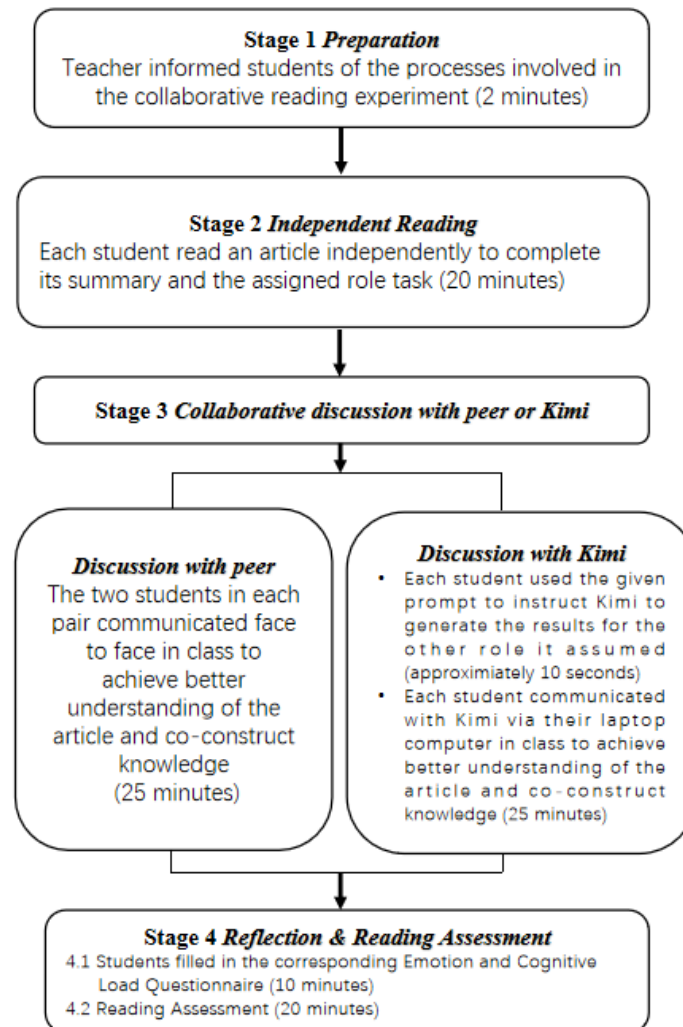 Stage 1 Preparation
Teacher informed students of the processes involved in
the collaborative reading experiment (2 minutes)
Stage 2 Independent Reading
Each student read an article independently to complete
its summary and the assigned role task (20 minutes)
Stage 3 Collaborative discussion with peer or Kimi
Discussion with peer
The two students in each
pair communicated face
to face in class to
achieve better
understanding of the
article and co-construct
knowledge
(25 minutes)
Discussion with Kimi
• Each student used the given
prompt to instruct Kimi to
generate the results for the
other role it assumed
(approximiately 10 seconds)
• Each student communicated
with Kimi via their laptop
computer in class to achieve
better understanding of the
article and co-construct
knowledge (25 minutes)
Stage 4 Reflection & Reading Assessment
4.1 Students filled in the corresponding Emotion and Cognitive
Load Questionnaire (10 minutes)
4.2 Reading Assessment (20 minutes)